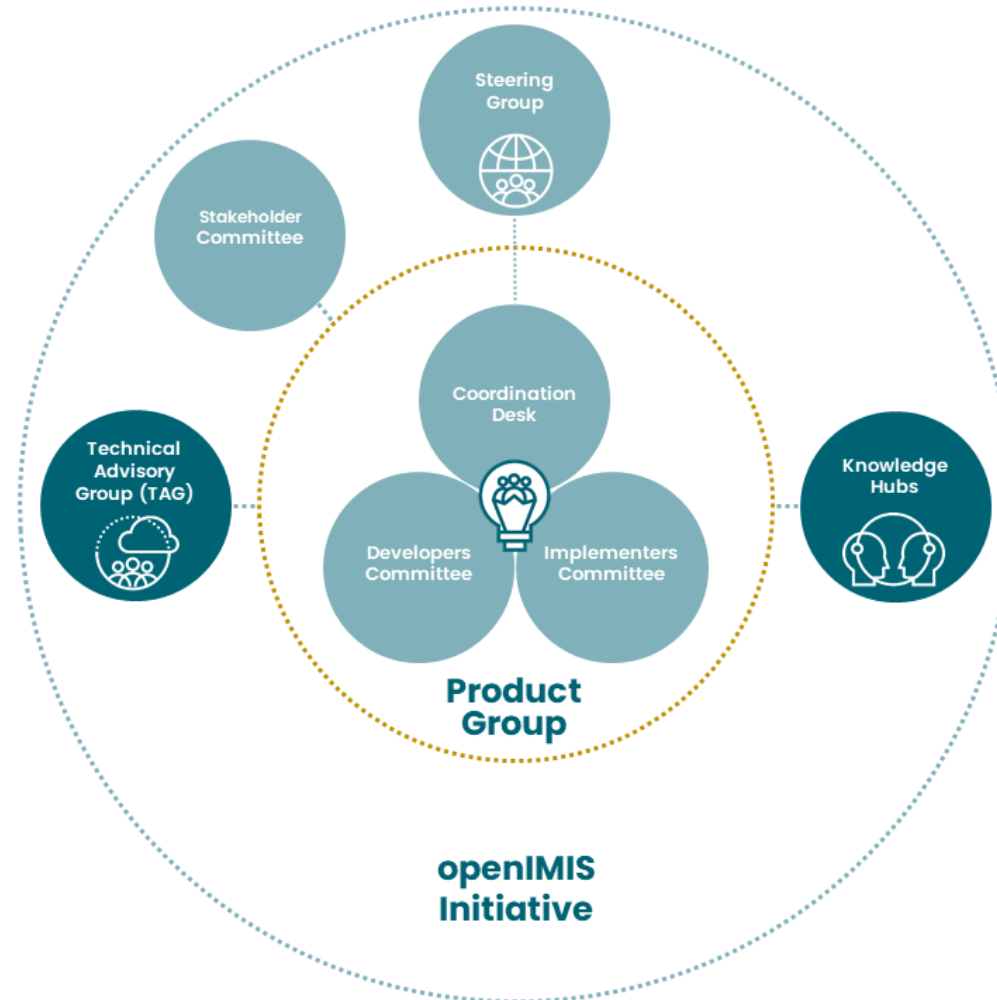 Steering
Group
Stakeholder
Committee
Coordination
Desk
Technical
Advisory
Group (TAG)
Knowledge
Hubs
Developers
Committee
Implementers
Committee
Product
Group
openIMIS
Initiative